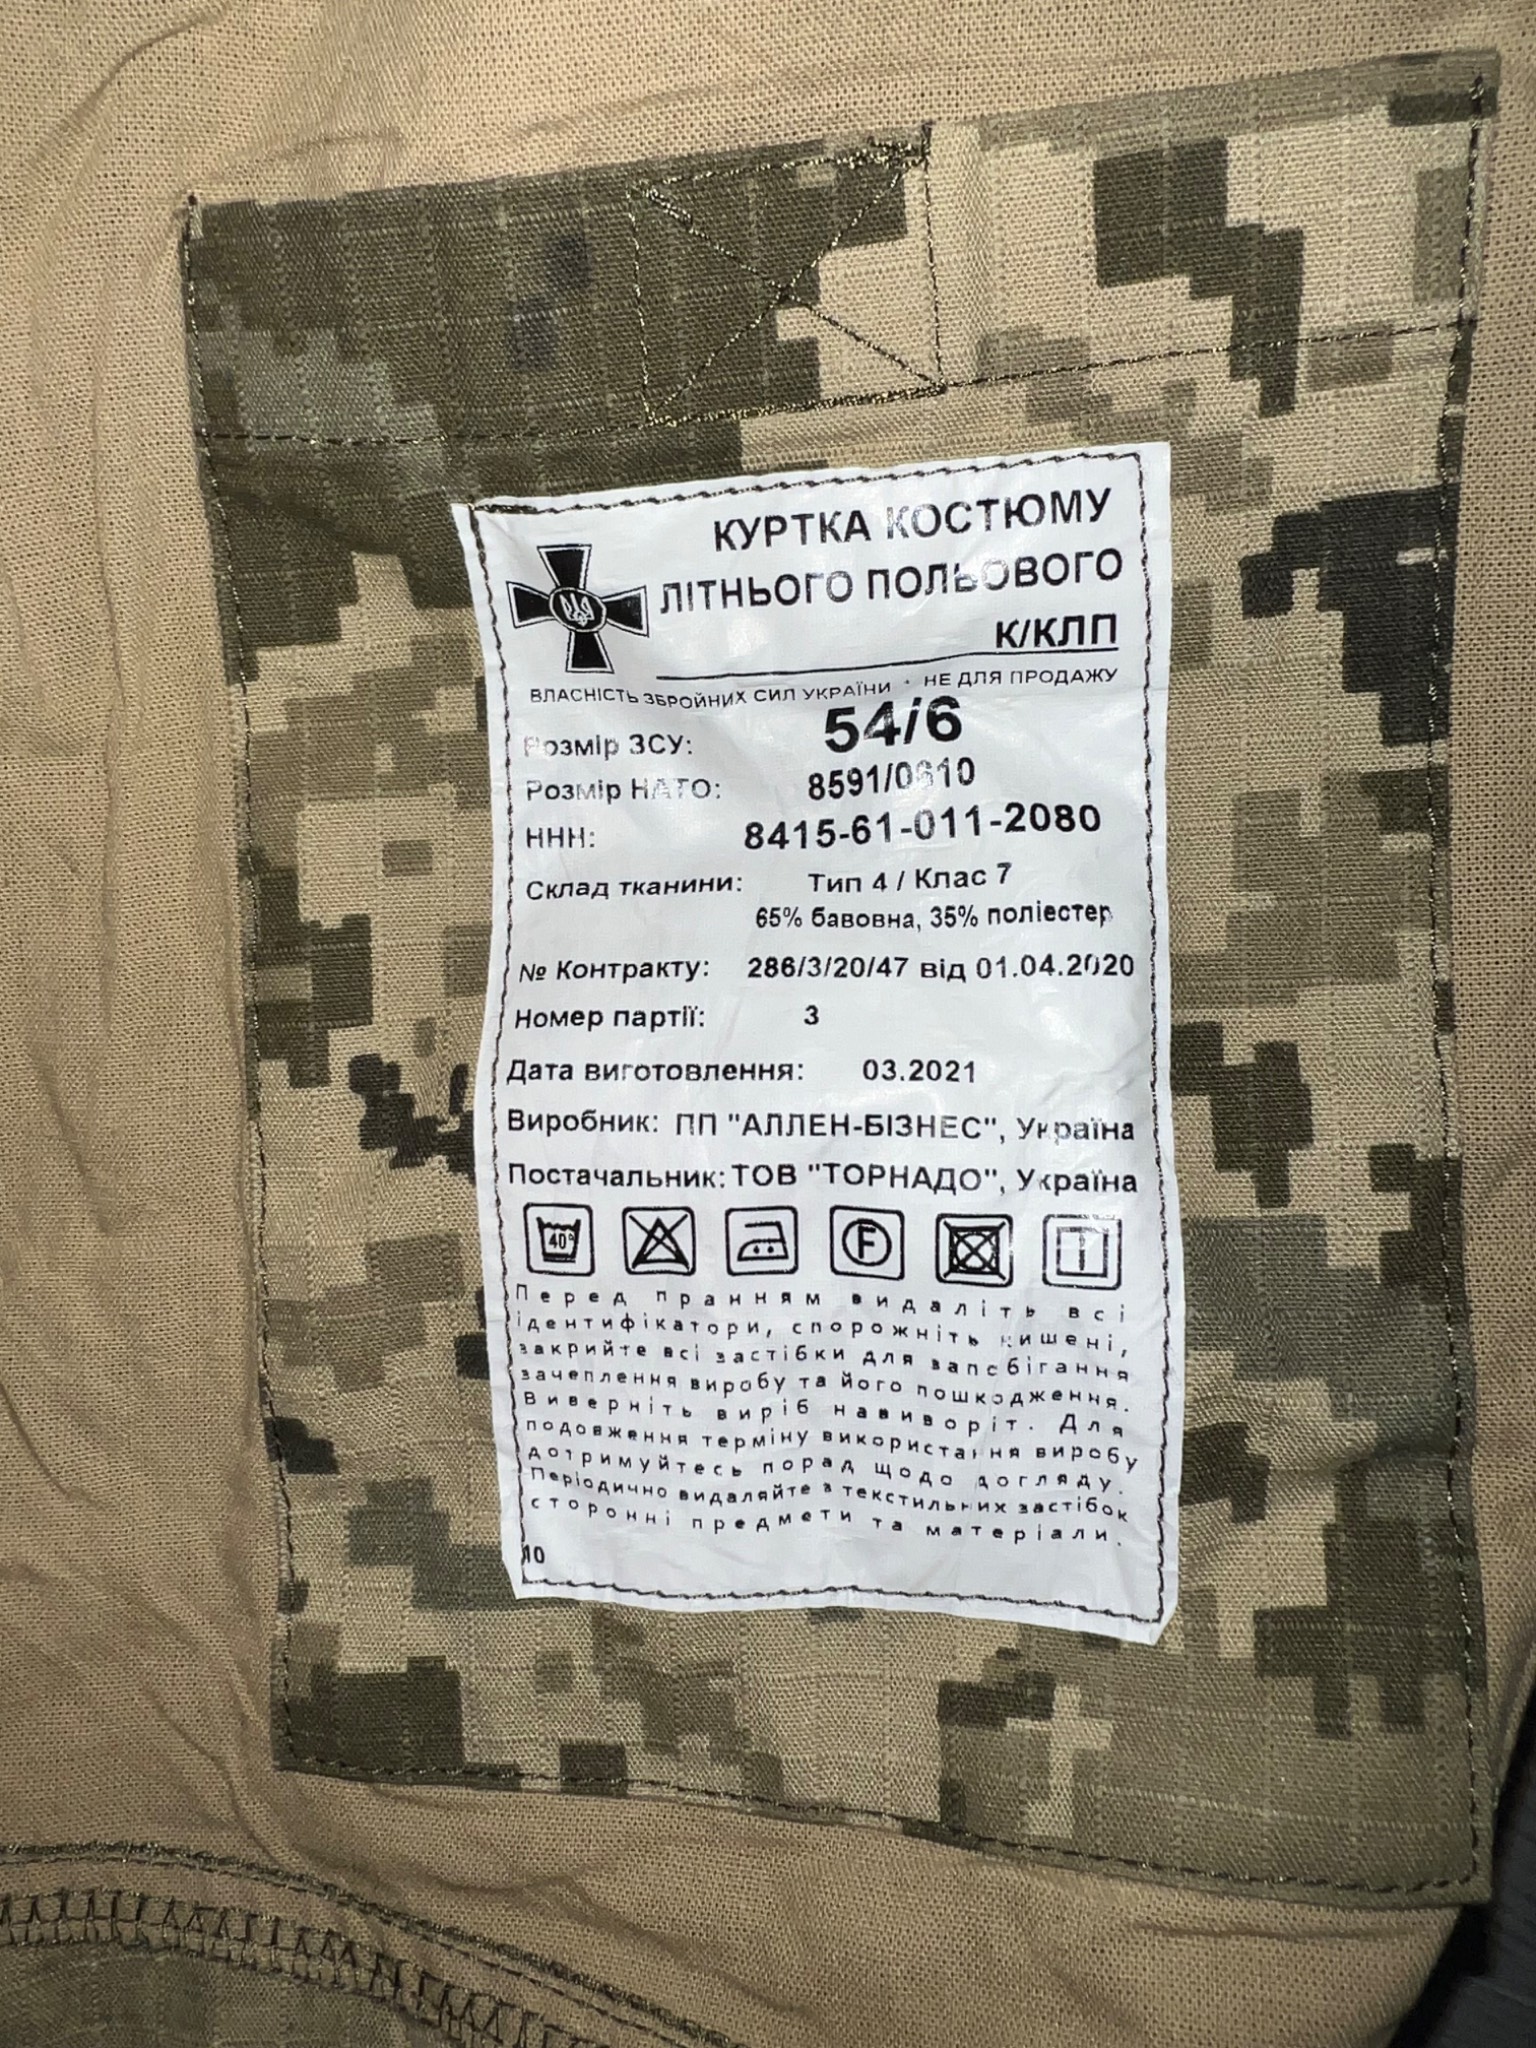 КУРТКА КОСТЮМУ
ЛІТНЬОГО ПОЛЬОВОГО
К/КЛП
ВЛАСНІСТЬ ЗБРОЙНИХ СИЛ УКРАЇНИ · НЕ ДЛЯ ПРОДАЖУ
Розмір ЗСУ: 54/6
Розмір НАТО: 8591/0610
ННН: 8415-61-011-2080
Склад тканини: Тип 4 / Клас 7
65% бавовна, 35% поліестер
№ Контракту: 286/3/20/47 від 01.04.2020
Номер партії: 3
Дата виготовлення: 03.2021
Виробник: ПП "АЛЛЕН-БІЗНЕС", Україна
Постачальник: ТОВ "ТОРНАДО", Україна
40° F
Перед пранням видаліть всі
ідентифікатори, спорожніть кишені,
закрийте всі застібки для запобігання
зачеплення виробу та його пошкодження.
Виверніть виріб навиворіт. Для
подовження терміну використання виробу
дотримуйтесь порад щодо догляду.
Періодично видаляйте з текстильних застібок
сторонні предмети та матеріали.
10